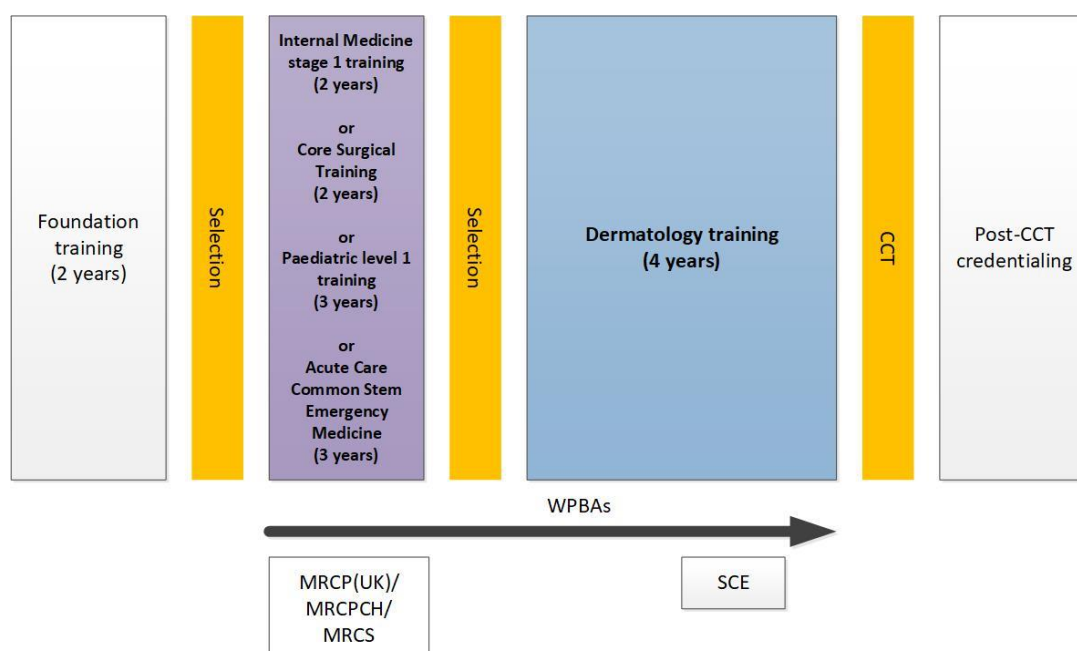 Foundation
training
(2 years)
Selection
Internal Medicine
stage 1 training
(2 years)
or
Core Surgical
Training
(2 years)
or
Paediatric level 1
training
(3 years)
or
Acute Care
Common Stem
Emergency
Medicine
(3 years)
Selection
Dermatology training
(4 years)
CCT
Post-CCT
credentialing
WPBAs
MRCP(UK)/
MRCPCH/
MRCS
SCE